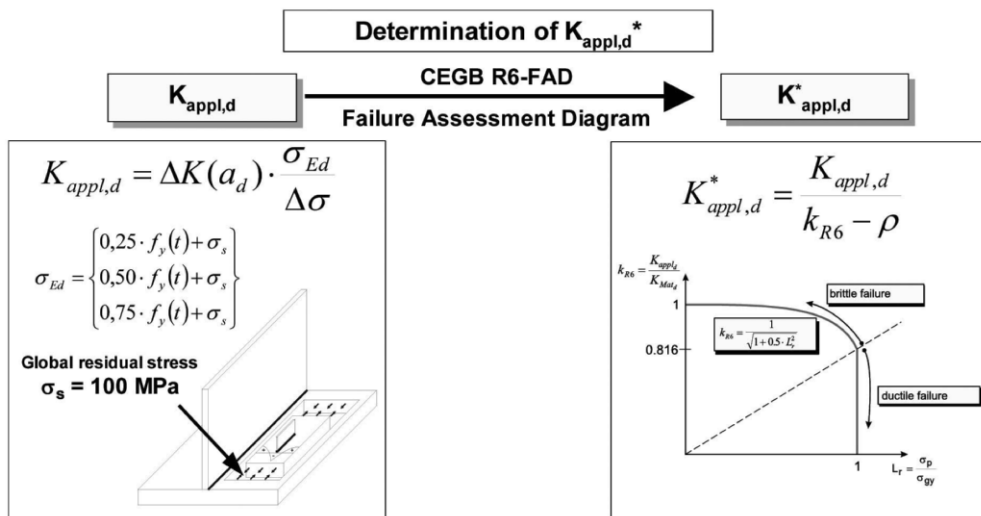 Determination of K_appl,d*
K_appl,d
CEGB R6-FAD
Failure Assessment Diagram
K*_appl,d
K_appl,d = ΔK(a_d) · σ_Ed / Δσ
σ_Ed = { 0,25 · f_y(t) + σ_s
0,50 · f_y(t) + σ_s
0,75 · f_y(t) + σ_s }
Global residual stress
σ_s = 100 MPa
K*_appl,d = K_appl,d / (k_R6 − ρ)
k_R6 = K_appl_d / K_Mat_d
brittle failure
1
k_R6 = 1 / √(1 + 0.5 · L_r^2)
0.816
ductile failure
1
L_r = σ_p / σ_gy